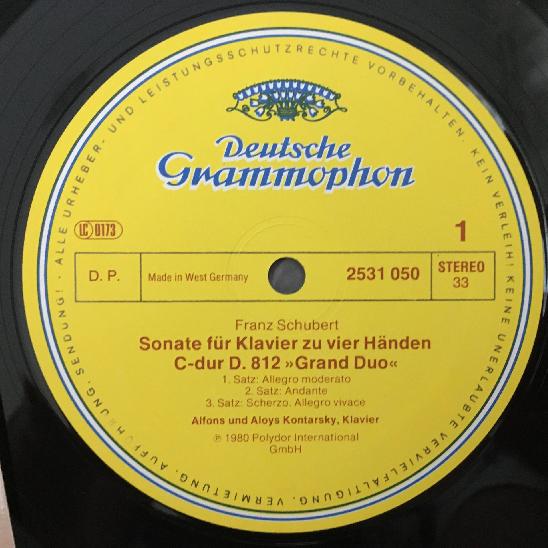 ALLE URHEBER- UND LEISTUNGSSCHUTZRECHTE VORBEHALTEN · KEIN VERLEIH! KEINE UNERLAUBTE VERVIELFÄLTIGUNG, VERMIETUNG, AUFFÜHRUNG, SENDUNG! ·
Deutsche
Grammophon
LC 0173
1
D. P.
Made in West Germany
2531 050
STEREO
33
Franz Schubert
Sonate für Klavier zu vier Händen
C-dur D. 812 »Grand Duo«
1. Satz: Allegro moderato
2. Satz: Andante
3. Satz: Scherzo. Allegro vivace
Alfons und Aloys Kontarsky, Klavier
℗ 1980 Polydor International
GmbH